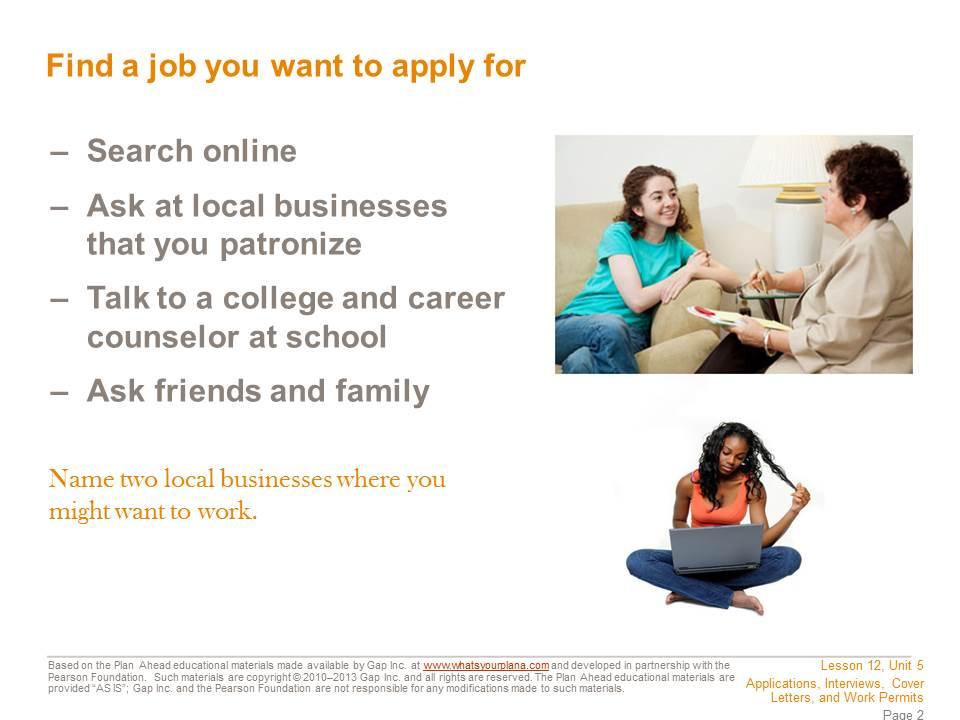 Find a job you want to apply for
– Search online
– Ask at local businesses
that you patronize
– Talk to a college and career
counselor at school
– Ask friends and family
Name two local businesses where you
might want to work.
Based on the Plan Ahead educational materials made available by Gap Inc. at www.whatsyourplana.com and developed in partnership with the
Pearson Foundation. Such materials are copyright © 2010–2013 Gap Inc. and all rights are reserved. The Plan Ahead educational materials are
provided “AS IS”; Gap Inc. and the Pearson Foundation are not responsible for any modifications made to such materials.
Lesson 12, Unit 5
Applications, Interviews, Cover
Letters, and Work Permits
Page 2